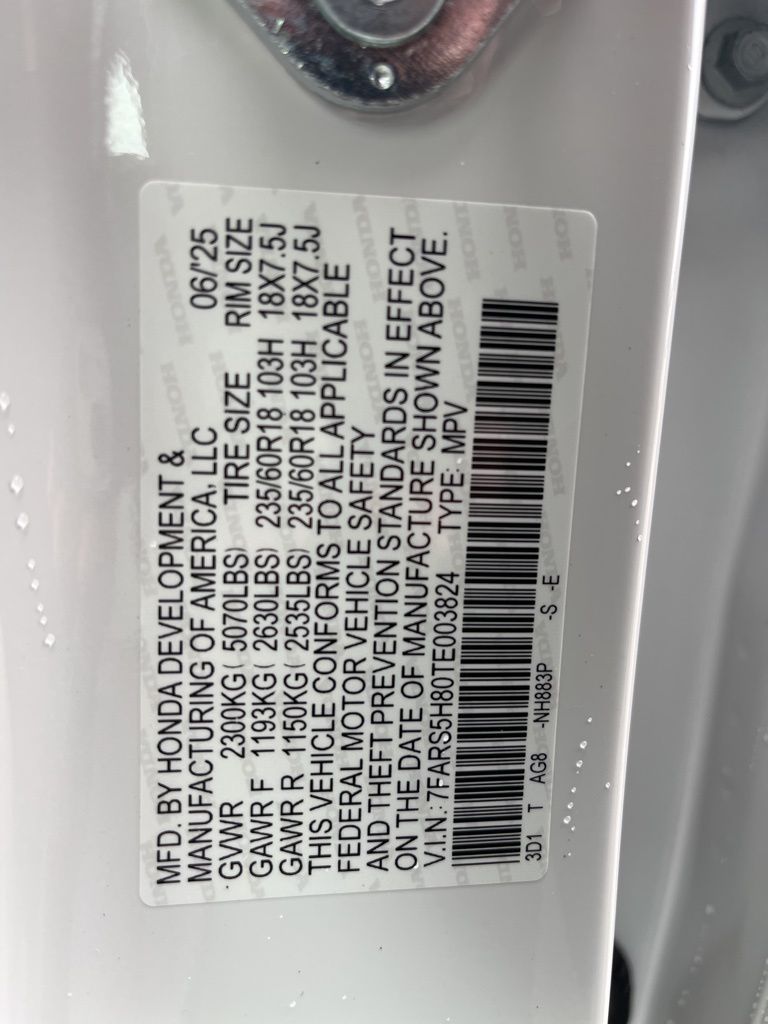 MFD. BY HONDA DEVELOPMENT &
MANUFACTURING OF AMERICA, LLC 06/'25
GVWR 2300KG( 5070LBS) TIRE SIZE RIM SIZE
GAWR F 1193KG( 2630LBS) 235/60R18 103H 18X7.5J
GAWR R 1150KG( 2535LBS) 235/60R18 103H 18X7.5J
THIS VEHICLE CONFORMS TO ALL APPLICABLE
FEDERAL MOTOR VEHICLE SAFETY
AND THEFT PREVENTION STANDARDS IN EFFECT
ON THE DATE OF MANUFACTURE SHOWN ABOVE.
V.I.N.: 7FARS5H80TE003824 TYPE: MPV
3D1 T AG8 -NH883P -S -E